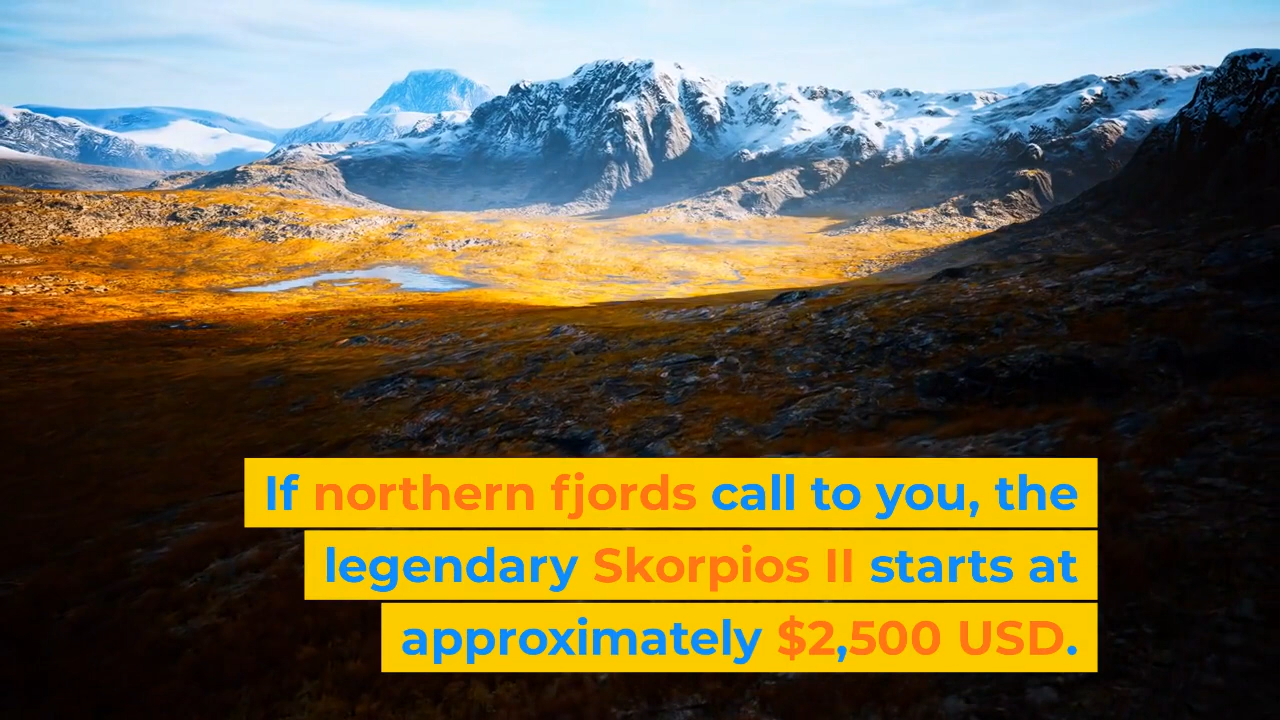 If northern fjords call to you, the
legendary Skorpios II starts at
approximately $2,500 USD.